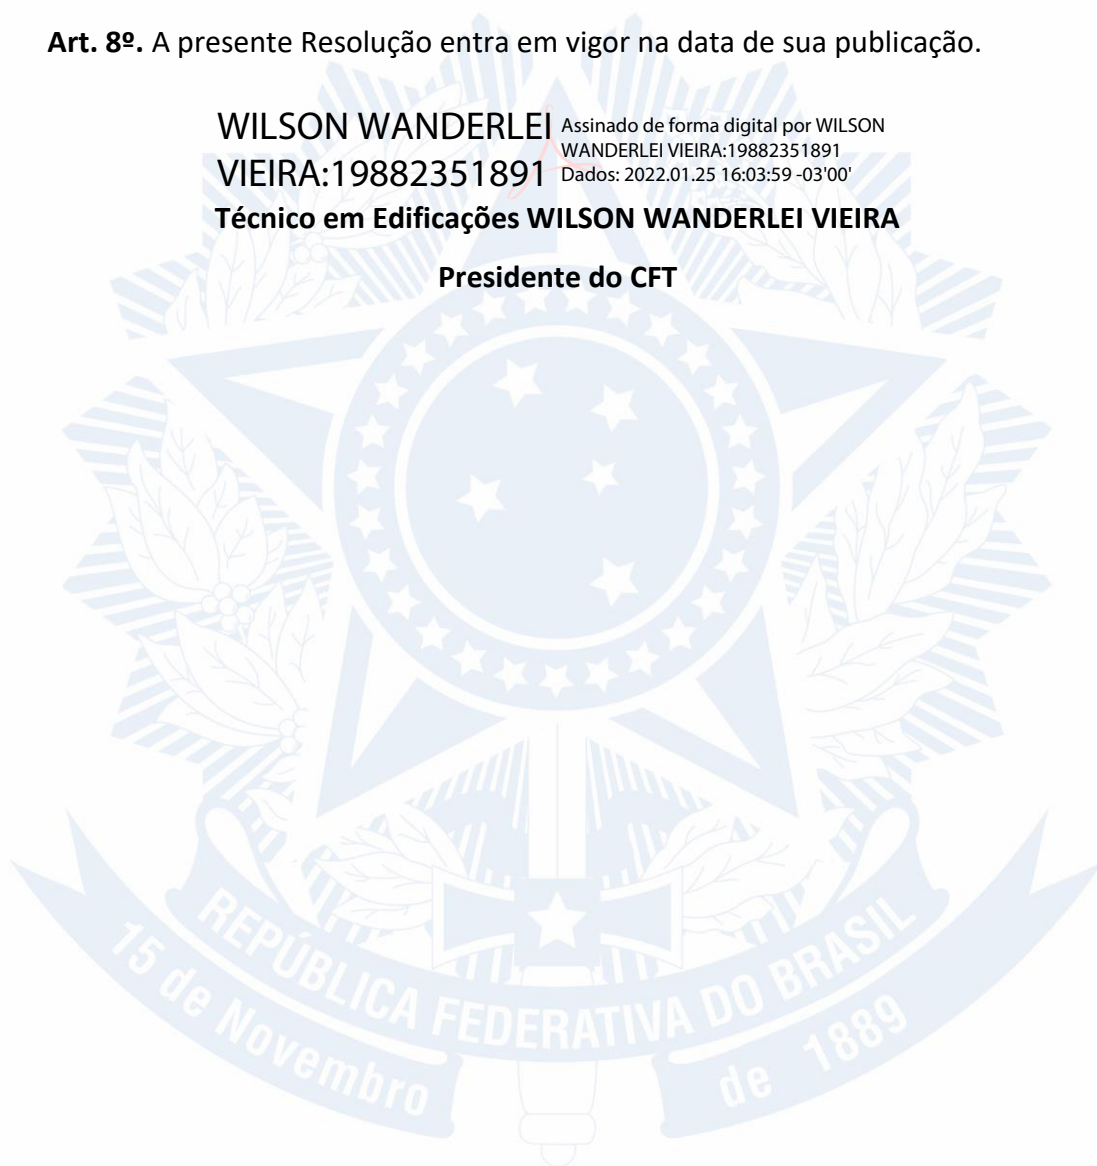 Art. 8º. A presente Resolução entra em vigor na data de sua publicação.
WILSON WANDERLEI
VIEIRA:19882351891
Assinado de forma digital por WILSON
WANDERLEI VIEIRA:19882351891
Dados: 2022.01.25 16:03:59 -03'00'
Técnico em Edificações WILSON WANDERLEI VIEIRA
Presidente do CFT
REPÚBLICA FEDERATIVA DO BRASIL
15 de Novembro
de 1889